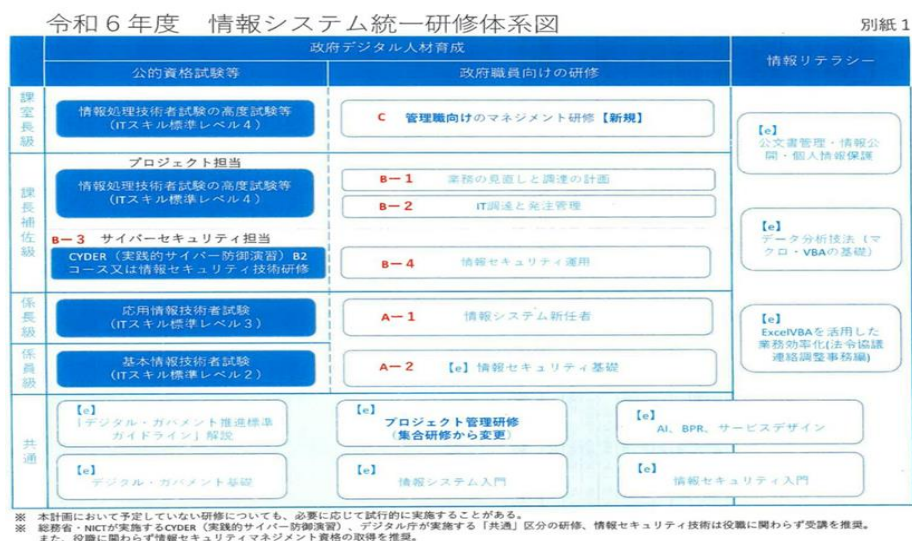 令和６年度　情報システム統一研修体系図
別紙１
政府デジタル人材育成
情報リテラシー
公的資格試験等
政府職員向けの研修
課室長級
情報処理技術者試験の高度試験等
（ITスキル標準レベル４）
C　管理職向けのマネジメント研修【新規】
【e】
公文書管理・情報公
開・個人情報保護
課長補佐級
プロジェクト担当
情報処理技術者試験の高度試験等
（ITスキル標準レベル４）
B－1　業務の見直しと調達の計画
B－2　IT調達と発注管理
B－3　サイバーセキュリティ担当
CYDER（実践的サイバー防御演習）B2
コース又は情報セキュリティ技術研修
B－4　情報セキュリティ運用
【e】
データ分析技法（マ
クロ・VBAの基礎）
係長級
応用情報技術者試験
（ITスキル標準レベル３）
A－1　情報システム新任者
【e】
ExcelVBAを活用した
業務効率化(法令協議
連絡調整事務編)
係員級
基本情報技術者試験
（ITスキル標準レベル２）
A－2　【e】情報セキュリティ基礎
共通
【e】
「デジタル・ガバメント推進標準
ガイドライン」解説
【e】
プロジェクト管理研修
（集合研修から変更）
【e】
AI、BPR、サービスデザイン
【e】
デジタル・ガバメント基礎
【e】
情報システム入門
【e】
情報セキュリティ入門
※　本計画において予定していない研修についても、必要に応じて試行的に実施することがある。
※　総務省・NICTが実施するCYDER（実践的サイバー防御演習）、デジタル庁が実施する「共通」区分の研修、情報セキュリティ技術は役職に関わらず受講を推奨。
また、役職に関わらず情報セキュリティマネジメント資格の取得を推奨。